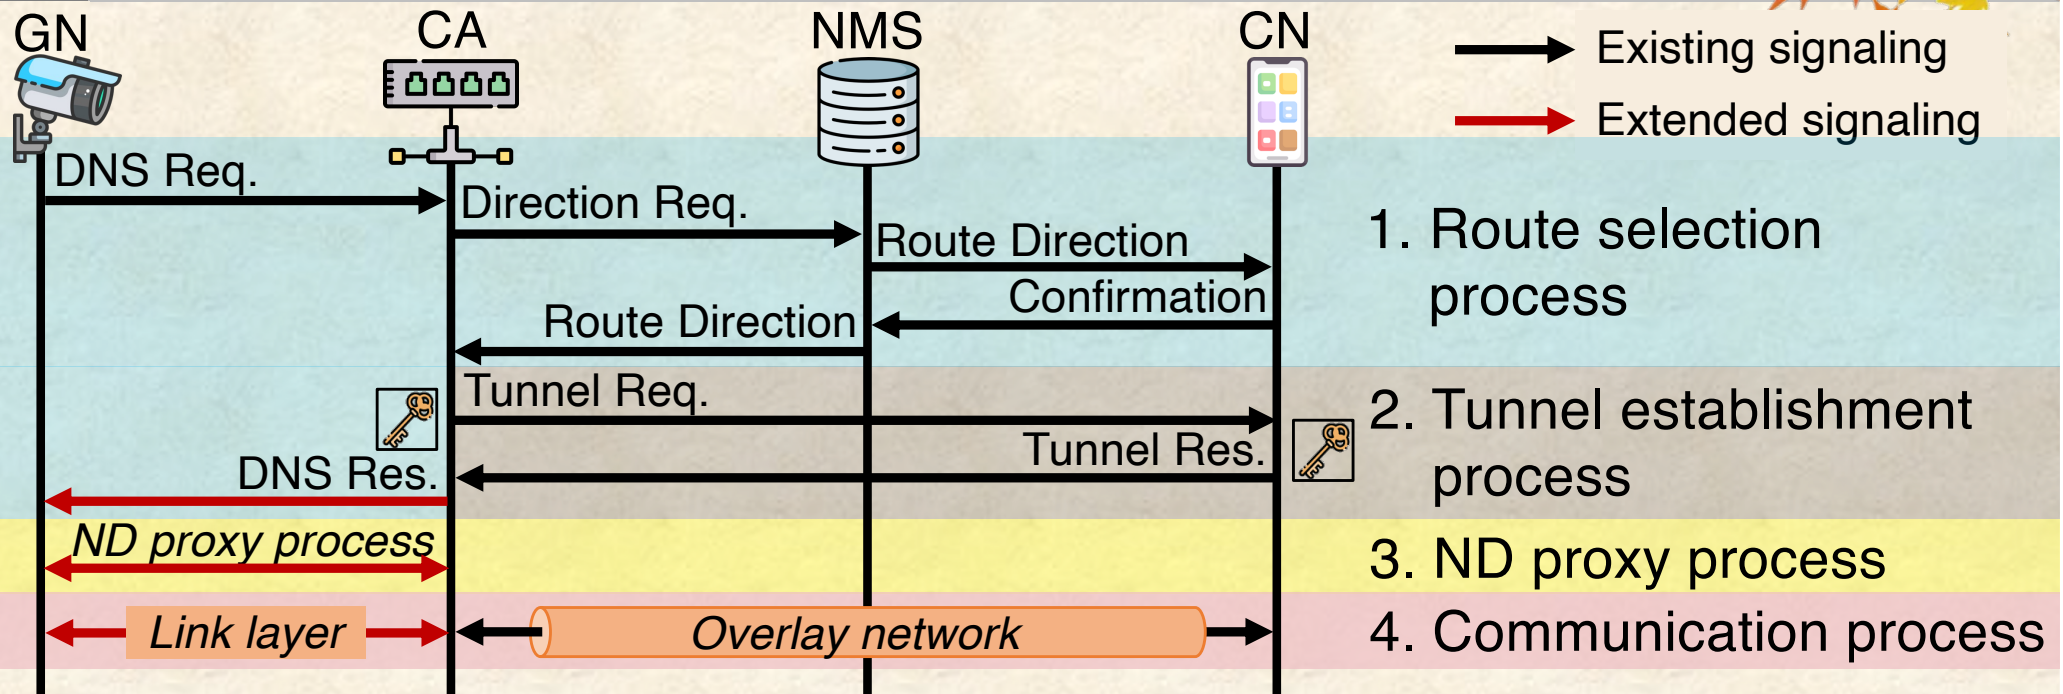 GN
CA
NMS
CN
Existing signaling
Extended signaling
DNS Req.
Direction Req.
Route Direction
Confirmation
Route Direction
1. Route selection
process
Tunnel Req.
Tunnel Res.
2. Tunnel establishment
process
DNS Res.
ND proxy process
3. ND proxy process
Link layer
Overlay network
4. Communication process